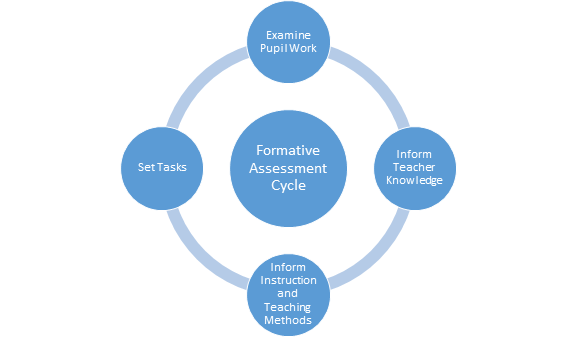 Examine
Pupil Work
Formative
Assessment
Cycle
Set Tasks
Inform
Teacher
Knowledge
Inform
Instruction
and
Teaching
Methods